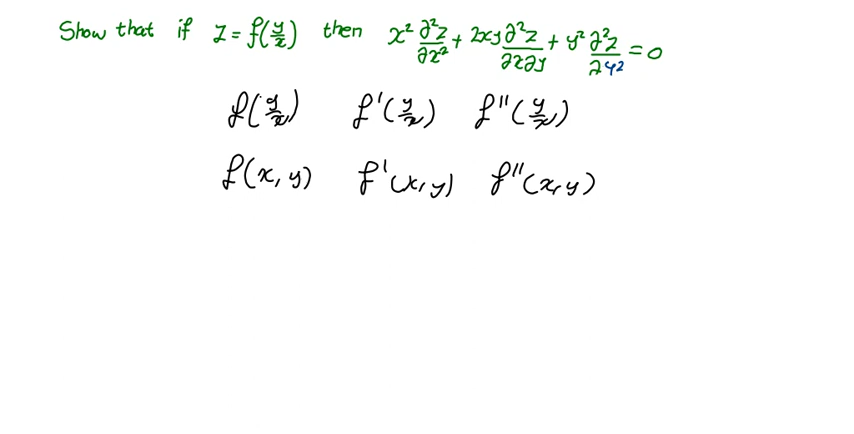 Show that if z = f(y/x) then x² ∂²z/∂x² + 2xy ∂²z/∂x∂y + y² ∂²z/∂y² = 0
f(y/x) f'(y/x) f''(y/x)
f(x, y) f'(x, y) f''(x, y)